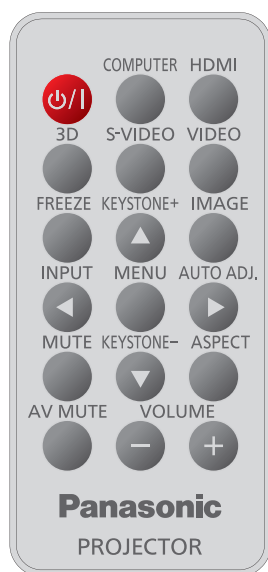 COMPUTER HDMI
⏻/I
3D S-VIDEO VIDEO
FREEZE KEYSTONE+ IMAGE
INPUT MENU AUTO ADJ.
MUTE KEYSTONE− ASPECT
AV MUTE VOLUME
− +
Panasonic
PROJECTOR